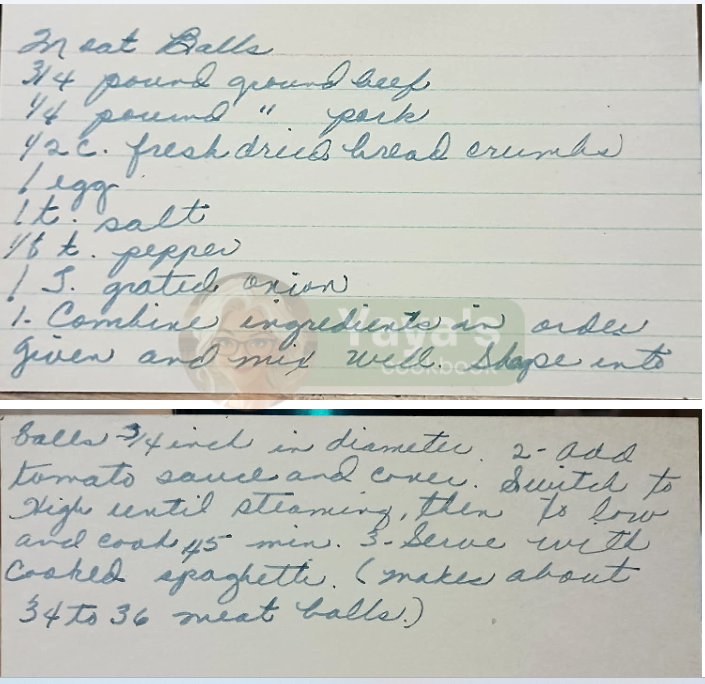 Meat Balls
3/4 pound ground beef
1/4 pound " pork
1/2 c. fresh dried bread crumbs
1 egg
1 t. salt
1/8 t. pepper
1 T. grated onion
1- Combine ingredients in order
given and mix well. Shape into
Yaya's
cookbook
balls 3/4 inch in diameter. 2- add
tomato sauce and cover. Switch to
High until steaming, then to low
and cook 45 min. 3- Serve with
cooked spaghetti. (makes about
34 to 36 meat balls.)